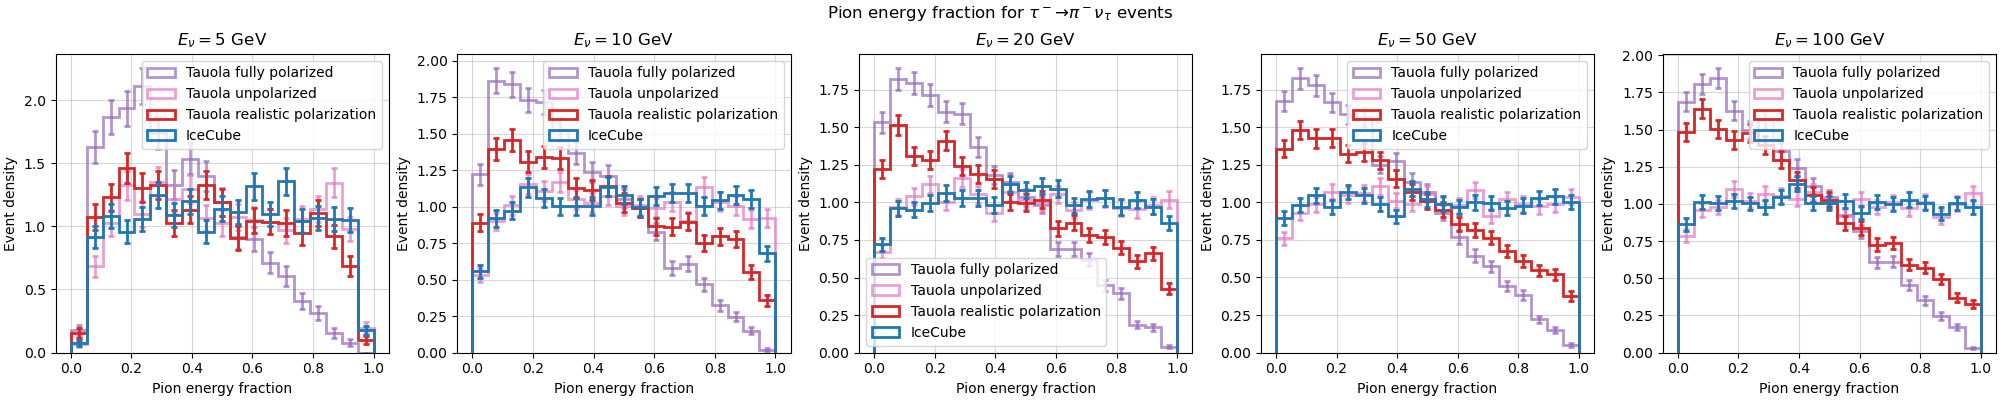 Pion energy fraction for τ⁻→π⁻ν_τ events
E_ν = 5 GeV
Tauola fully polarized
Tauola unpolarized
Tauola realistic polarization
IceCube
Event density
0.0
0.5
1.0
1.5
2.0
0.0 0.2 0.4 0.6 0.8 1.0
Pion energy fraction
E_ν = 10 GeV
Tauola fully polarized
Tauola unpolarized
Tauola realistic polarization
IceCube
Event density
2.00
1.75
1.50
1.25
1.00
0.75
0.50
0.25
0.00
0.0 0.2 0.4 0.6 0.8 1.0
Pion energy fraction
E_ν = 20 GeV
Event density
1.75
1.50
1.25
1.00
0.75
0.50
0.25
0.00
Tauola fully polarized
Tauola unpolarized
Tauola realistic polarization
IceCube
0.0 0.2 0.4 0.6 0.8 1.0
Pion energy fraction
E_ν = 50 GeV
Tauola fully polarized
Tauola unpolarized
Tauola realistic polarization
IceCube
Event density
1.75
1.50
1.25
1.00
0.75
0.50
0.25
0.00
0.0 0.2 0.4 0.6 0.8 1.0
Pion energy fraction
E_ν = 100 GeV
Tauola fully polarized
Tauola unpolarized
Tauola realistic polarization
IceCube
Event density
2.00
1.75
1.50
1.25
1.00
0.75
0.50
0.25
0.00
0.0 0.2 0.4 0.6 0.8 1.0
Pion energy fraction